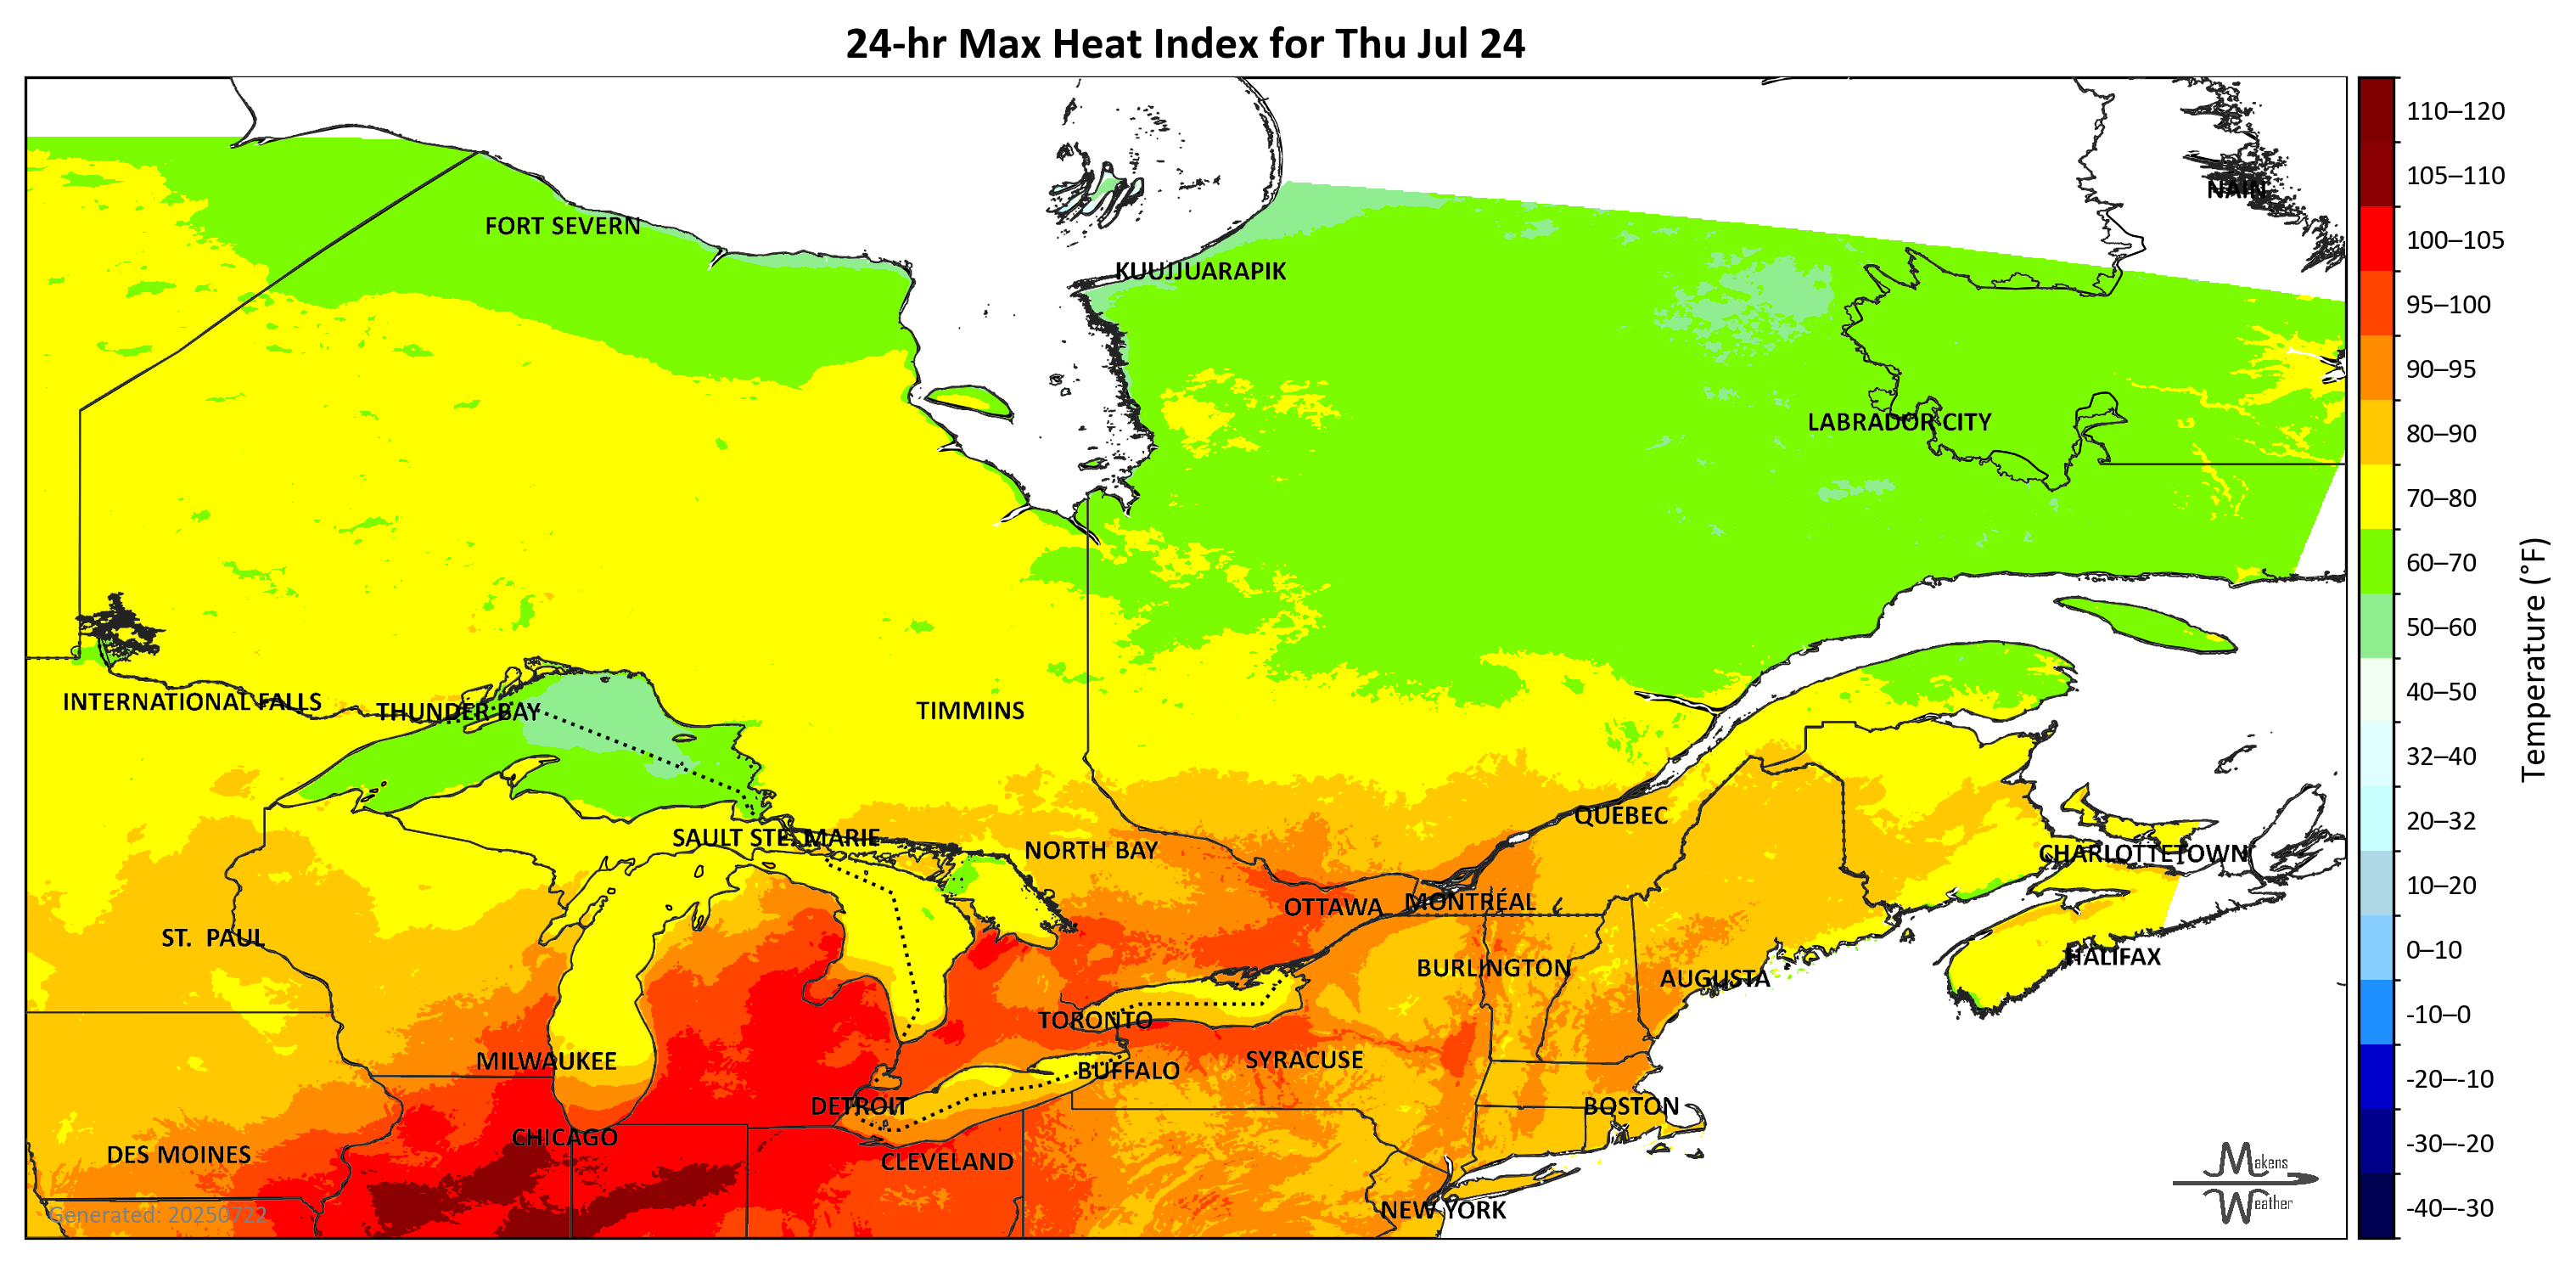 24-hr Max Heat Index for Thu Jul 24
110–120
105–110
100–105
95–100
90–95
80–90
70–80
60–70
50–60
40–50
32–40
20–32
10–20
0–10
-10–0
-20–-10
-30–-20
-40–-30
Temperature (°F)
NAIN
FORT SEVERN
KUUJJUARAPIK
LABRADOR CITY
INTERNATIONAL FALLS
THUNDER BAY
TIMMINS
QUÉBEC
SAULT STE. MARIE
NORTH BAY
CHARLOTTETOWN
OTTAWA
MONTRÉAL
ST. PAUL
HALIFAX
BURLINGTON
AUGUSTA
TORONTO
MILWAUKEE
SYRACUSE
BUFFALO
DETROIT
BOSTON
CHICAGO
DES MOINES
CLEVELAND
NEW YORK
Generated: 20250722
Makens
Weather